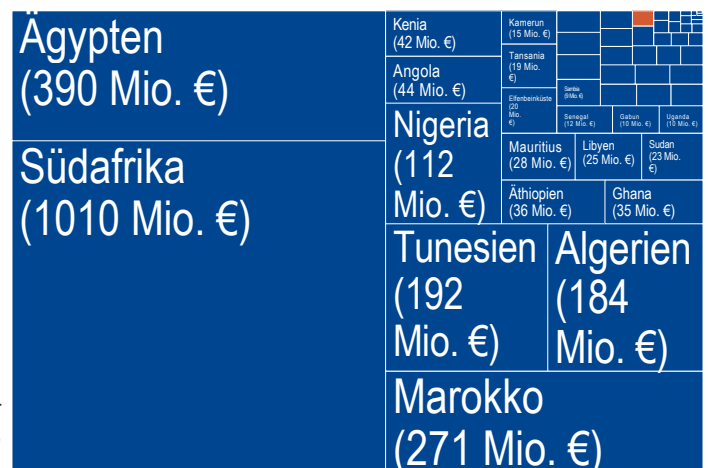 Ägypten
(390 Mio. €)
Südafrika
(1010 Mio. €)
Kenia
(42 Mio. €)
Angola
(44 Mio. €)
Nigeria
(112
Mio. €)
Kamerun
(15 Mio. €)
Tansania
(19 Mio.
€)
Elfenbeinküste
(20
Mio.
€)
Sambia
(9 Mio. €)
Senegal
(12 Mio. €)
Gabun
(10 Mio. €)
Uganda
(10 Mio. €)
Mauritius
(28 Mio. €)
Libyen
(25 Mio. €)
Sudan
(23 Mio.
€)
Äthiopien
(36 Mio. €)
Ghana
(35 Mio. €)
Tunesien
(192
Mio. €)
Algerien
(184
Mio. €)
Marokko
(271 Mio. €)